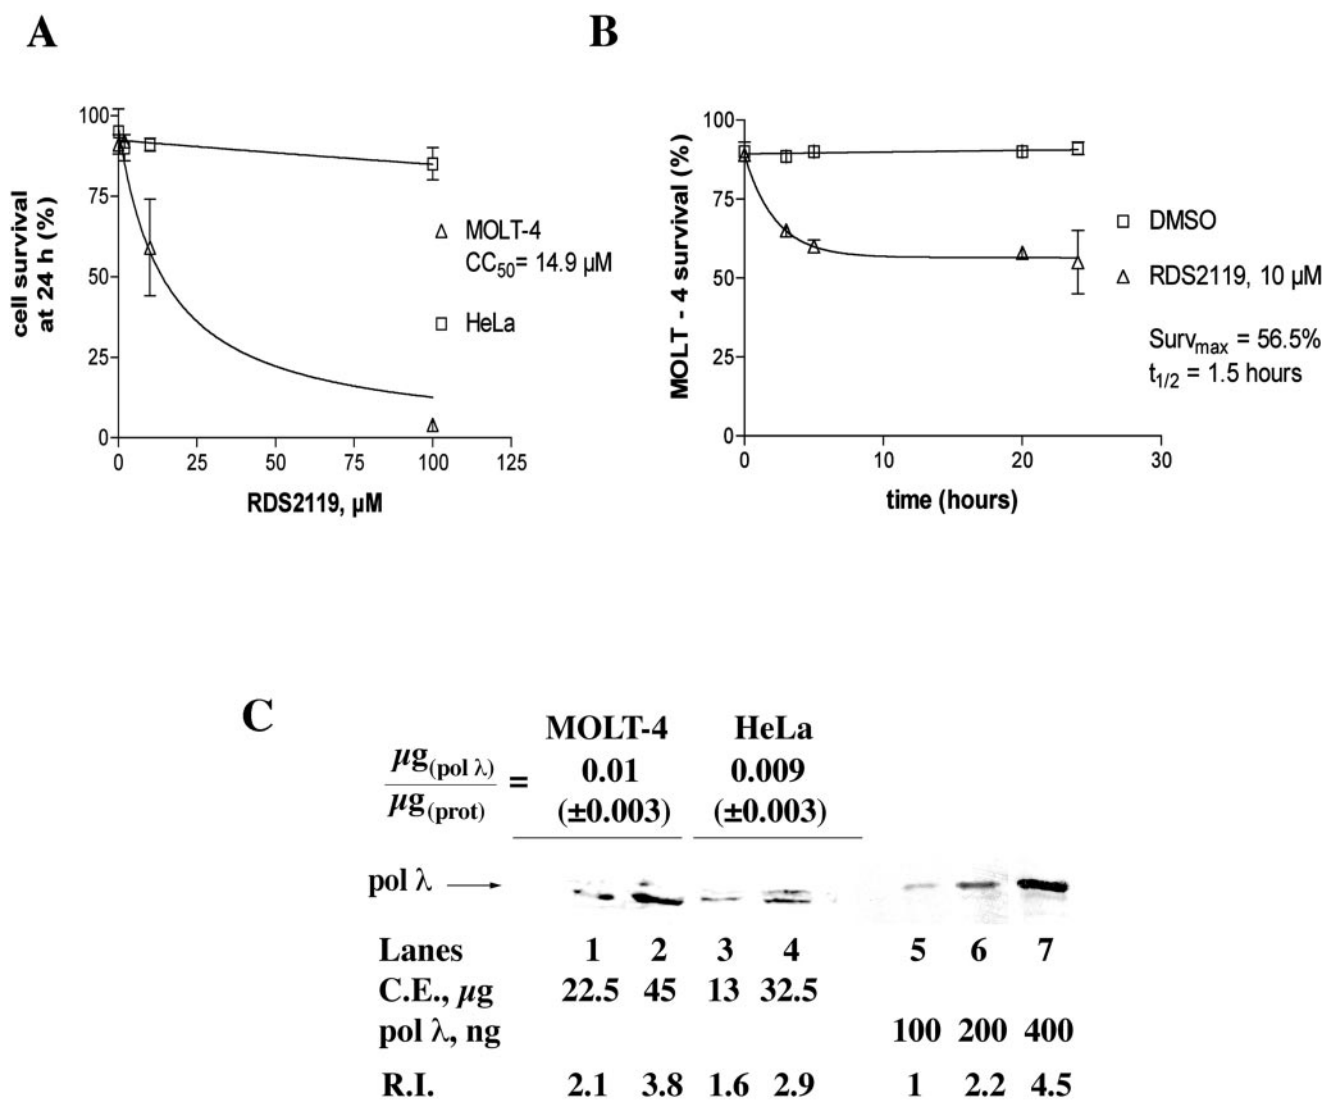 A
B
100
75
50
25
0
cell survival
at 24 h (%)
0 25 50 75 100 125
RDS2119, µM
MOLT-4
CC50= 14.9 µM
HeLa
100
75
50
25
0
MOLT - 4 survival (%)
0 10 20 30
time (hours)
DMSO
RDS2119, 10 µM
Survmax = 56.5%
t1/2 = 1.5 hours
C
MOLT-4 HeLa
µg(pol λ)
µg(prot)
= 0.01 0.009
(±0.003) (±0.003)
pol λ
Lanes 1 2 3 4 5 6 7
C.E., µg 22.5 45 13 32.5
pol λ, ng 100 200 400
R.I. 2.1 3.8 1.6 2.9 1 2.2 4.5